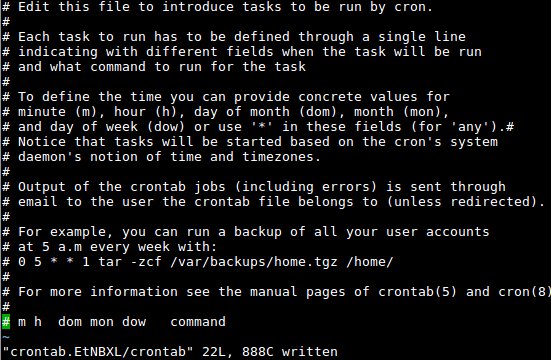 # Edit this file to introduce tasks to be run by cron.
#
# Each task to run has to be defined through a single line
# indicating with different fields when the task will be run
# and what command to run for the task
#
# To define the time you can provide concrete values for
# minute (m), hour (h), day of month (dom), month (mon),
# and day of week (dow) or use '*' in these fields (for 'any').#
# Notice that tasks will be started based on the cron's system
# daemon's notion of time and timezones.
#
# Output of the crontab jobs (including errors) is sent through
# email to the user the crontab file belongs to (unless redirected).
#
# For example, you can run a backup of all your user accounts
# at 5 a.m every week with:
# 0 5 * * 1 tar -zcf /var/backups/home.tgz /home/
#
# For more information see the manual pages of crontab(5) and cron(8)
#
# m h  dom mon dow   command
~
"crontab.EtNBXL/crontab" 22L, 888C written